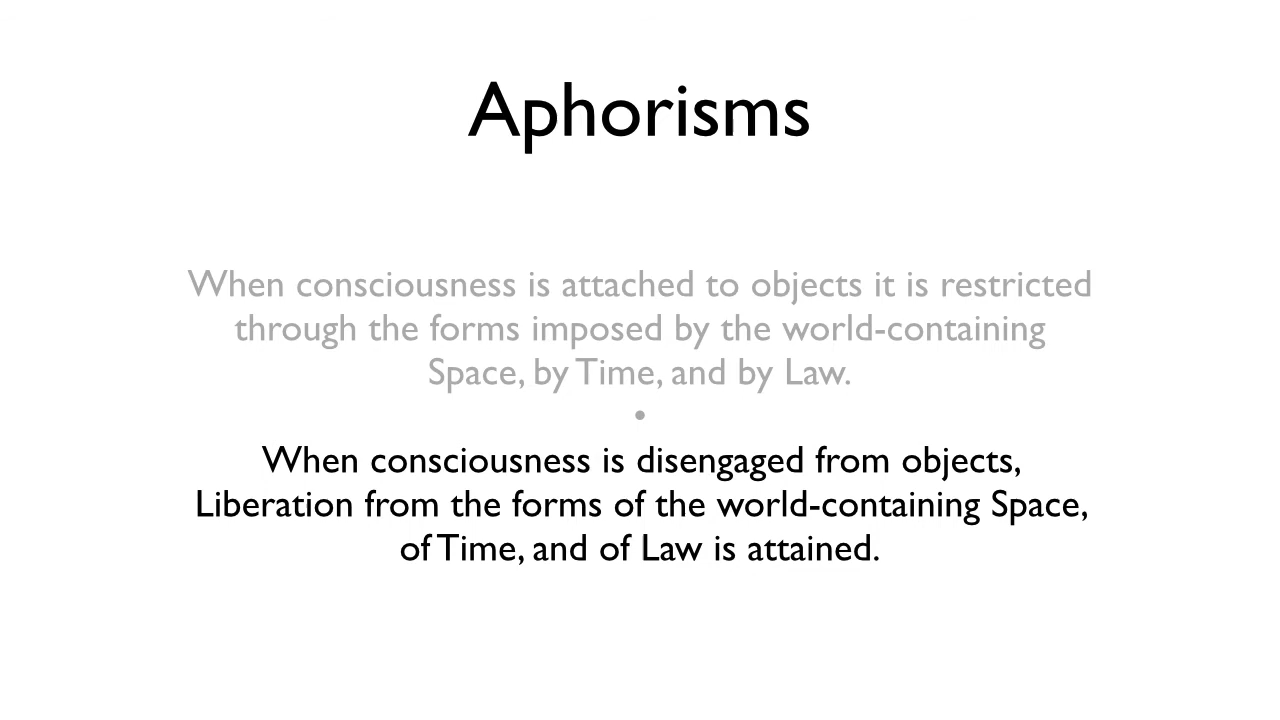 Aphorisms
When consciousness is attached to objects it is restricted
through the forms imposed by the world-containing
Space, by Time, and by Law.
•
When consciousness is disengaged from objects,
Liberation from the forms of the world-containing Space,
of Time, and of Law is attained.